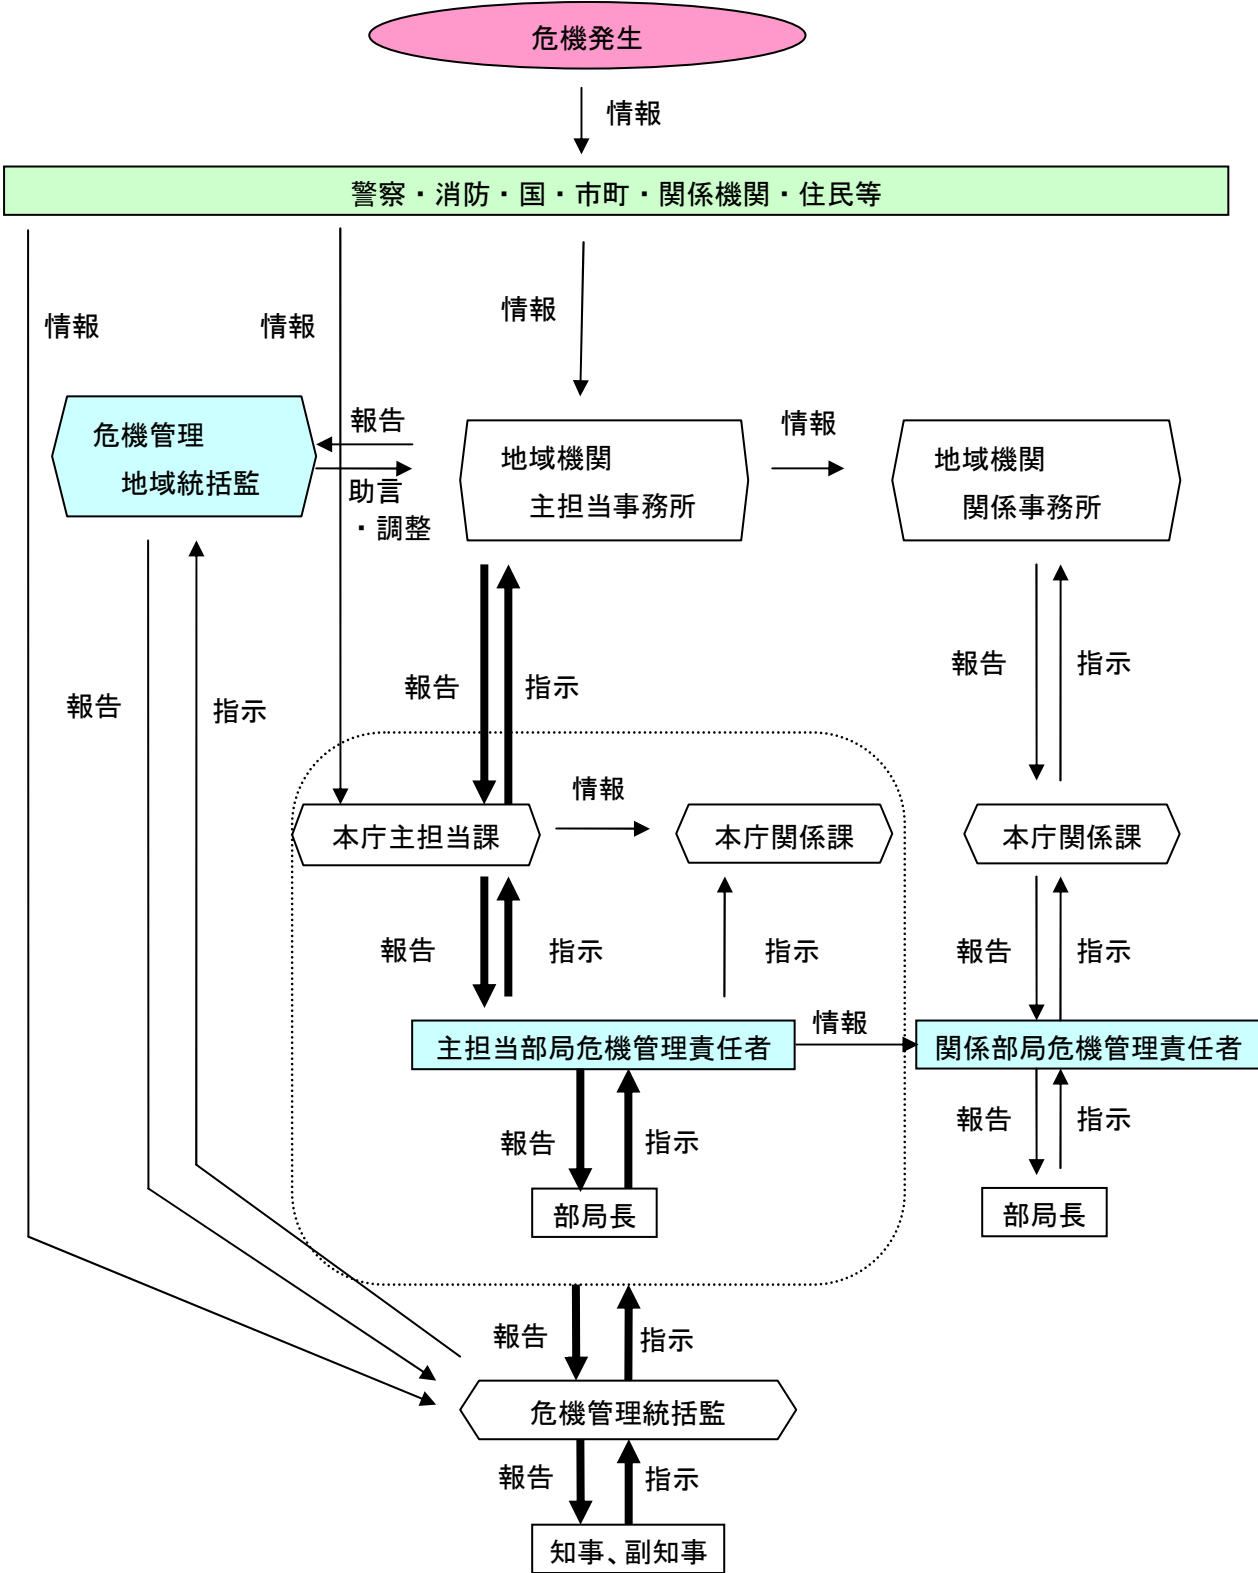 危機発生
情報
警察・消防・国・市町・関係機関・住民等
情報
情報
情報
危機管理
地域統括監
報告
助言
・調整
地域機関
主担当事務所
情報
地域機関
関係事務所
報告
指示
報告
指示
報告
指示
本庁主担当課
情報
本庁関係課
本庁関係課
報告
指示
指示
報告
指示
主担当部局危機管理責任者
情報
関係部局危機管理責任者
報告
指示
報告
指示
部局長
部局長
報告
指示
危機管理統括監
報告
指示
知事、副知事